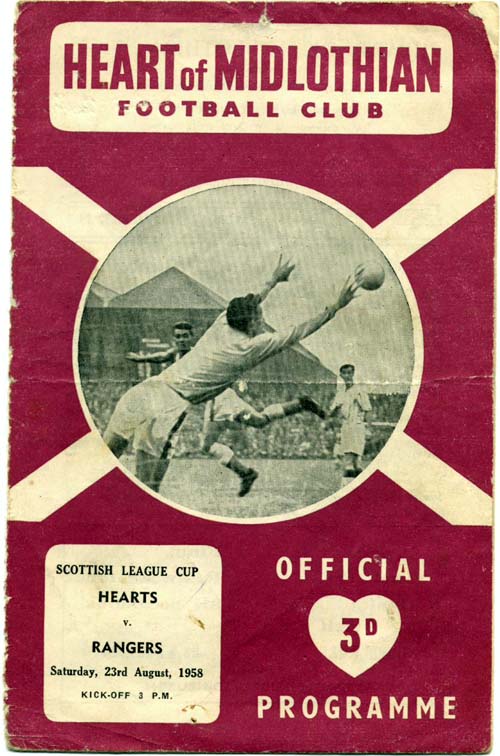 HEART of MIDLOTHIAN
FOOTBALL CLUB
SCOTTISH LEAGUE CUP
HEARTS
v.
RANGERS
Saturday, 23rd August, 1958
KICK-OFF 3 P.M.
OFFICIAL
3D
PROGRAMME